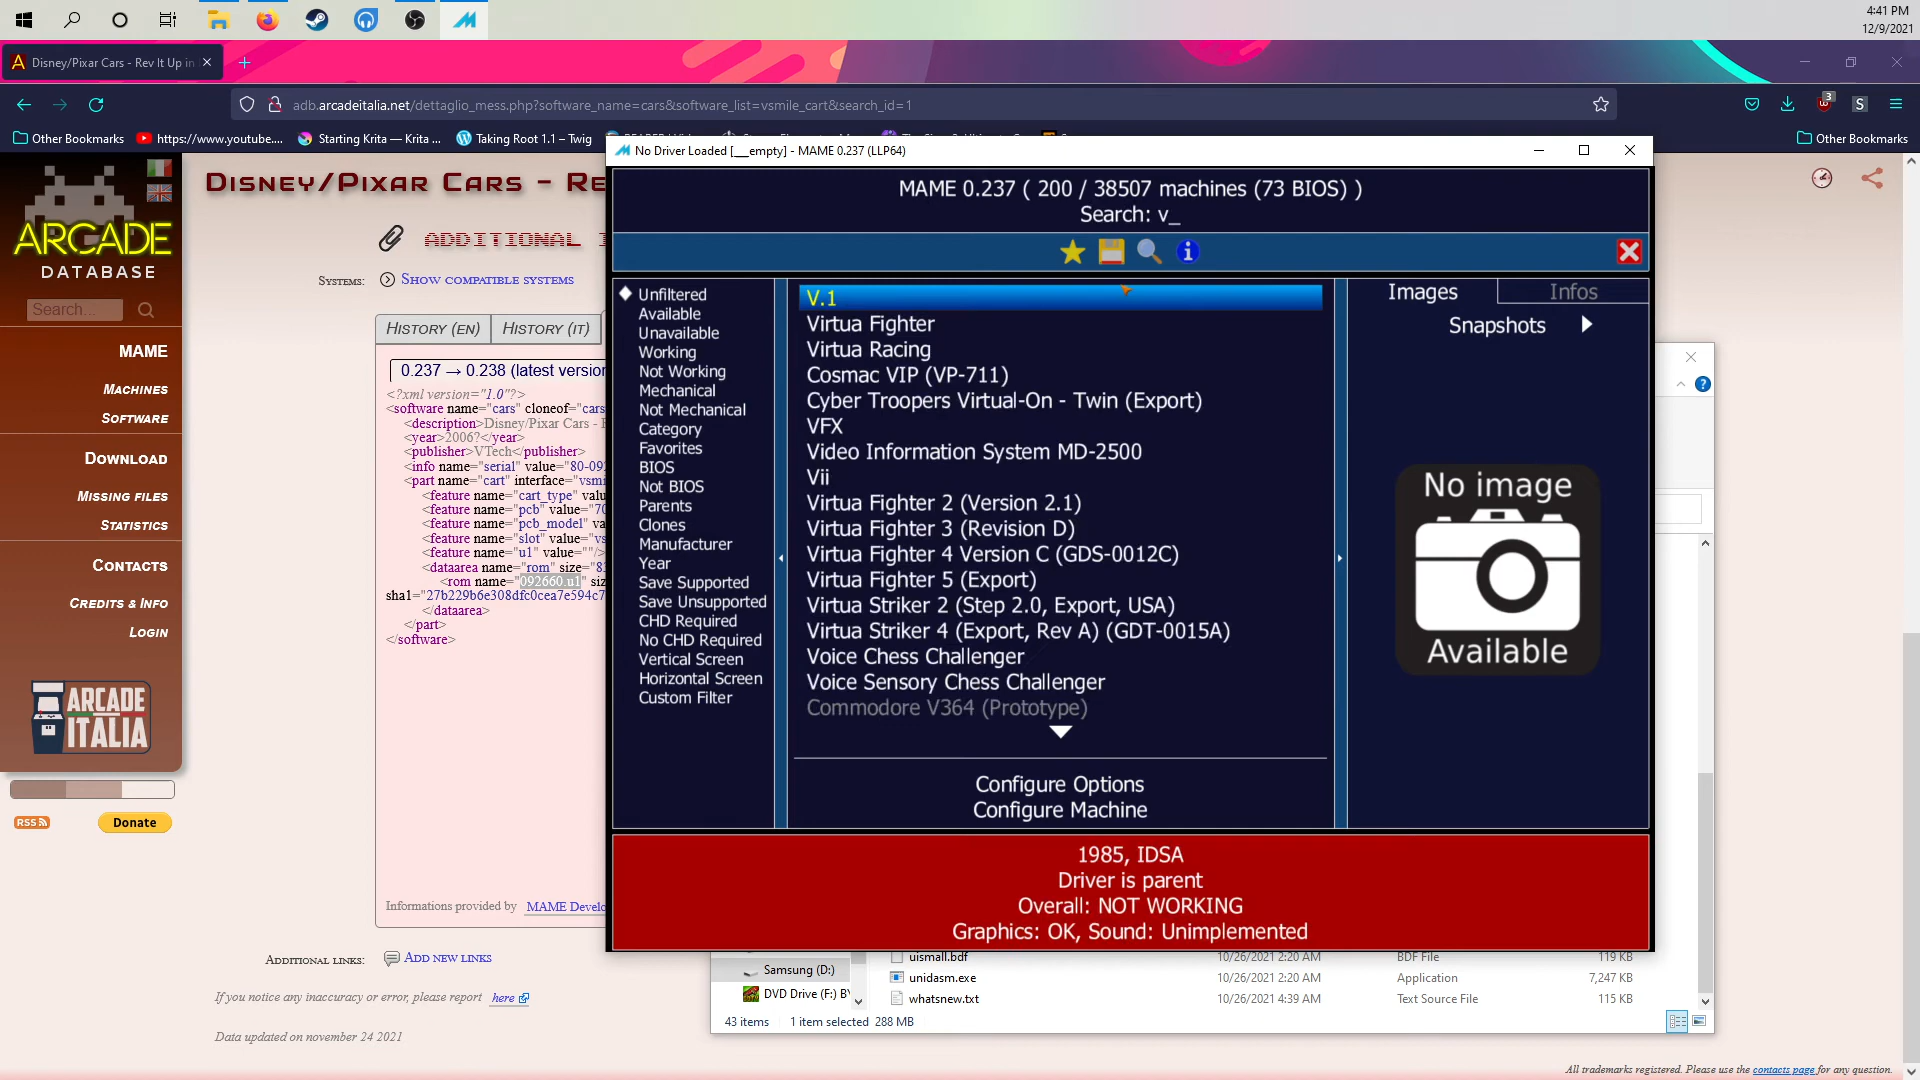 4:41 PM
12/9/2021
Disney/Pixar Cars - Rev It Up in
adb.arcadeitalia.net/dettaglio_mess.php?software_name=cars&software_list=vsmile_cart&search_id=1
3
S
Other Bookmarks
https://www.youtube....
Starting Krita — Krita ...
Taking Root 1.1 – Twig
Other Bookmarks
No Driver Loaded [___empty] - MAME 0.237 (LLP64)
MAME 0.237 ( 200 / 38507 machines (73 BIOS) )
Search: v_
Unfiltered
Available
Unavailable
Working
Not Working
Mechanical
Not Mechanical
Category
Favorites
BIOS
Not BIOS
Parents
Clones
Manufacturer
Year
Save Supported
Save Unsupported
CHD Required
No CHD Required
Vertical Screen
Horizontal Screen
Custom Filter
V.1
Virtua Fighter
Virtua Racing
Cosmac VIP (VP-711)
Cyber Troopers Virtual-On - Twin (Export)
VFX
Video Information System MD-2500
Vii
Virtua Fighter 2 (Version 2.1)
Virtua Fighter 3 (Revision D)
Virtua Fighter 4 Version C (GDS-0012C)
Virtua Fighter 5 (Export)
Virtua Striker 2 (Step 2.0, Export, USA)
Virtua Striker 4 (Export, Rev A) (GDT-0015A)
Voice Chess Challenger
Voice Sensory Chess Challenger
Commodore V364 (Prototype)
Configure Options
Configure Machine
Images
Infos
Snapshots
No image
Available
1985, IDSA
Driver is parent
Overall: NOT WORKING
Graphics: OK, Sound: Unimplemented
ARCADE
DATABASE
Search...
MAME
Machines
Software
Download
Missing files
Statistics
Contacts
Credits & Info
Login
ARCADE
ITALIA
RSS
Donate
Disney/Pixar Cars - Re
Additional I
Systems:
Show compatible systems
History (EN)
History (IT)
0.237 → 0.238 (latest version
<?xml version="1.0"?>
<software name="cars" cloneof="cars
<description>Disney/Pixar Cars - R
<year>2006?</year>
<publisher>VTech</publisher>
<info name="serial" value="80-092
<part name="cart" interface="vsmi
<feature name="cart_type" valu
<feature name="pcb" value="70
<feature name="pcb_model" va
<feature name="slot" value="vs
<feature name="u1" value=""/>
<dataarea name="rom" size="83
<rom name="092660.u1" siz
sha1="27b229b6e308dfc0cea7e594c7
</dataarea>
</part>
</software>
Informations provided by MAME Develo
Additional links:
Add new links
If you notice any inaccuracy or error, please report here
Data updated on november 24 2021
Samsung (D:)
DVD Drive (F:) BV
uismall.bdf 10/26/2021 2:20 AM BDF File 119 KB
unidasm.exe 10/26/2021 2:20 AM Application 7,247 KB
whatsnew.txt 10/26/2021 4:39 AM Text Source File 115 KB
43 items 1 item selected 288 MB
All trademarks registered. Please use the contacts page for any question.